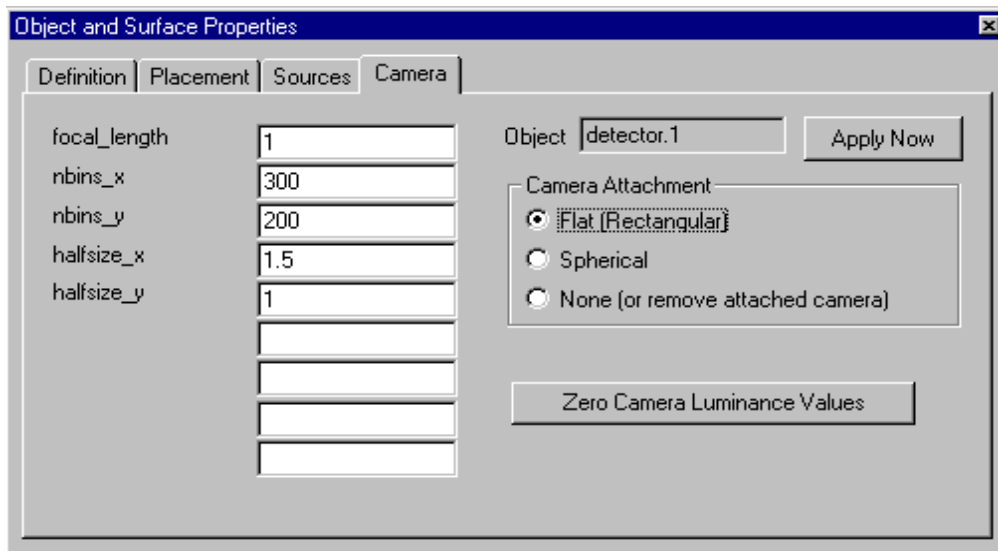 Object and Surface Properties
Definition Placement Sources Camera
focal_length 1
nbins_x 300
nbins_y 200
halfsize_x 1.5
halfsize_y 1
Object detector.1 Apply Now
Camera Attachment
Flat (Rectangular)
Spherical
None (or remove attached camera)
Zero Camera Luminance Values